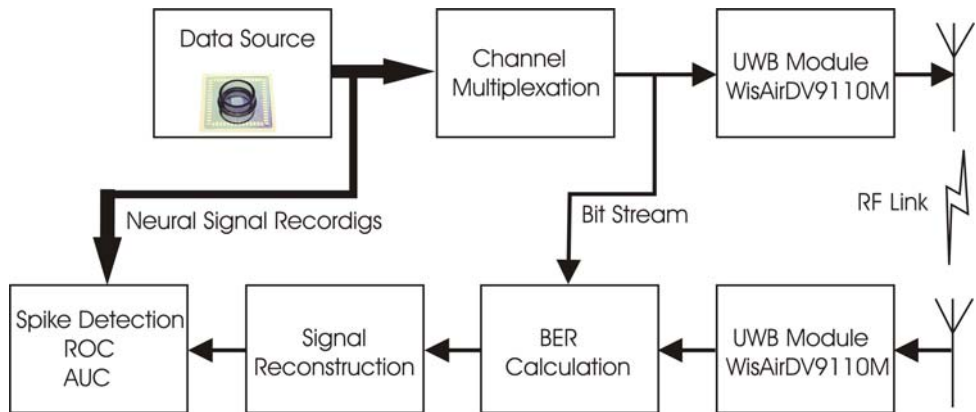 Data Source
Channel
Multiplexation
UWB Module
WisAirDV9110M
Neural Signal Recordigs
Bit Stream
RF Link
Spike Detection
ROC
AUC
Signal
Reconstruction
BER
Calculation
UWB Module
WisAirDV9110M